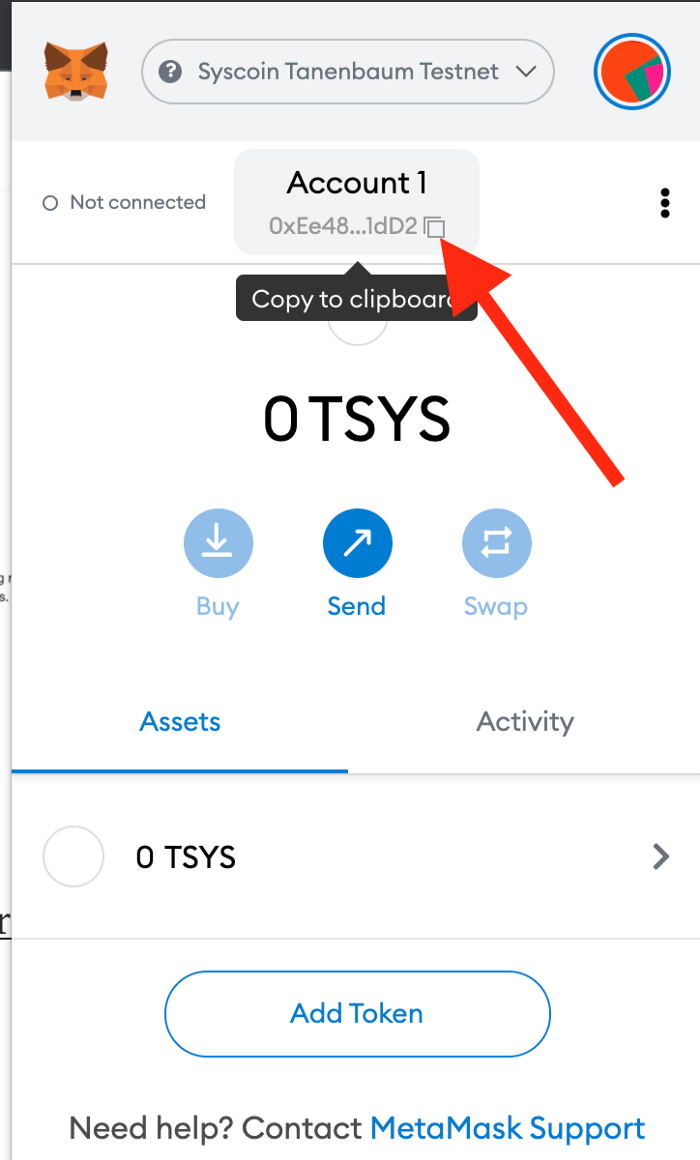 Syscoin Tanenbaum Testnet
Not connected
Account 1
0xEe48...1dD2
Copy to clipboard
0 TSYS
Buy
Send
Swap
Assets
Activity
0 TSYS
Add Token
Need help? Contact MetaMask Support